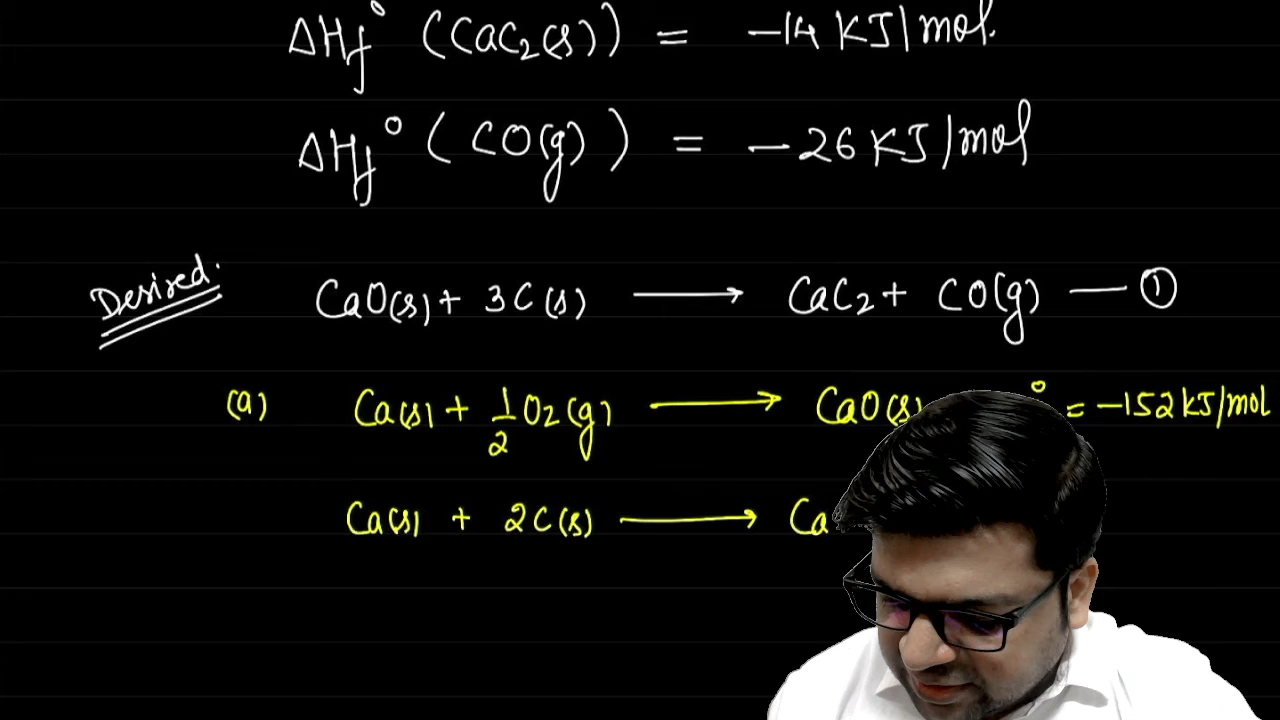 ΔHf° (CaC₂(s)) = −14 KJ/mol.
ΔHf° (CO(g)) = −26 KJ/mol
Desired. CaO(s) + 3C(s) ⟶ CaC₂ + CO(g) — ①
(a) Ca(s) + 1/2 O₂(g) ⟶ CaO(s) ° = −152 KJ/mol
Ca(s) + 2C(s) ⟶ Ca